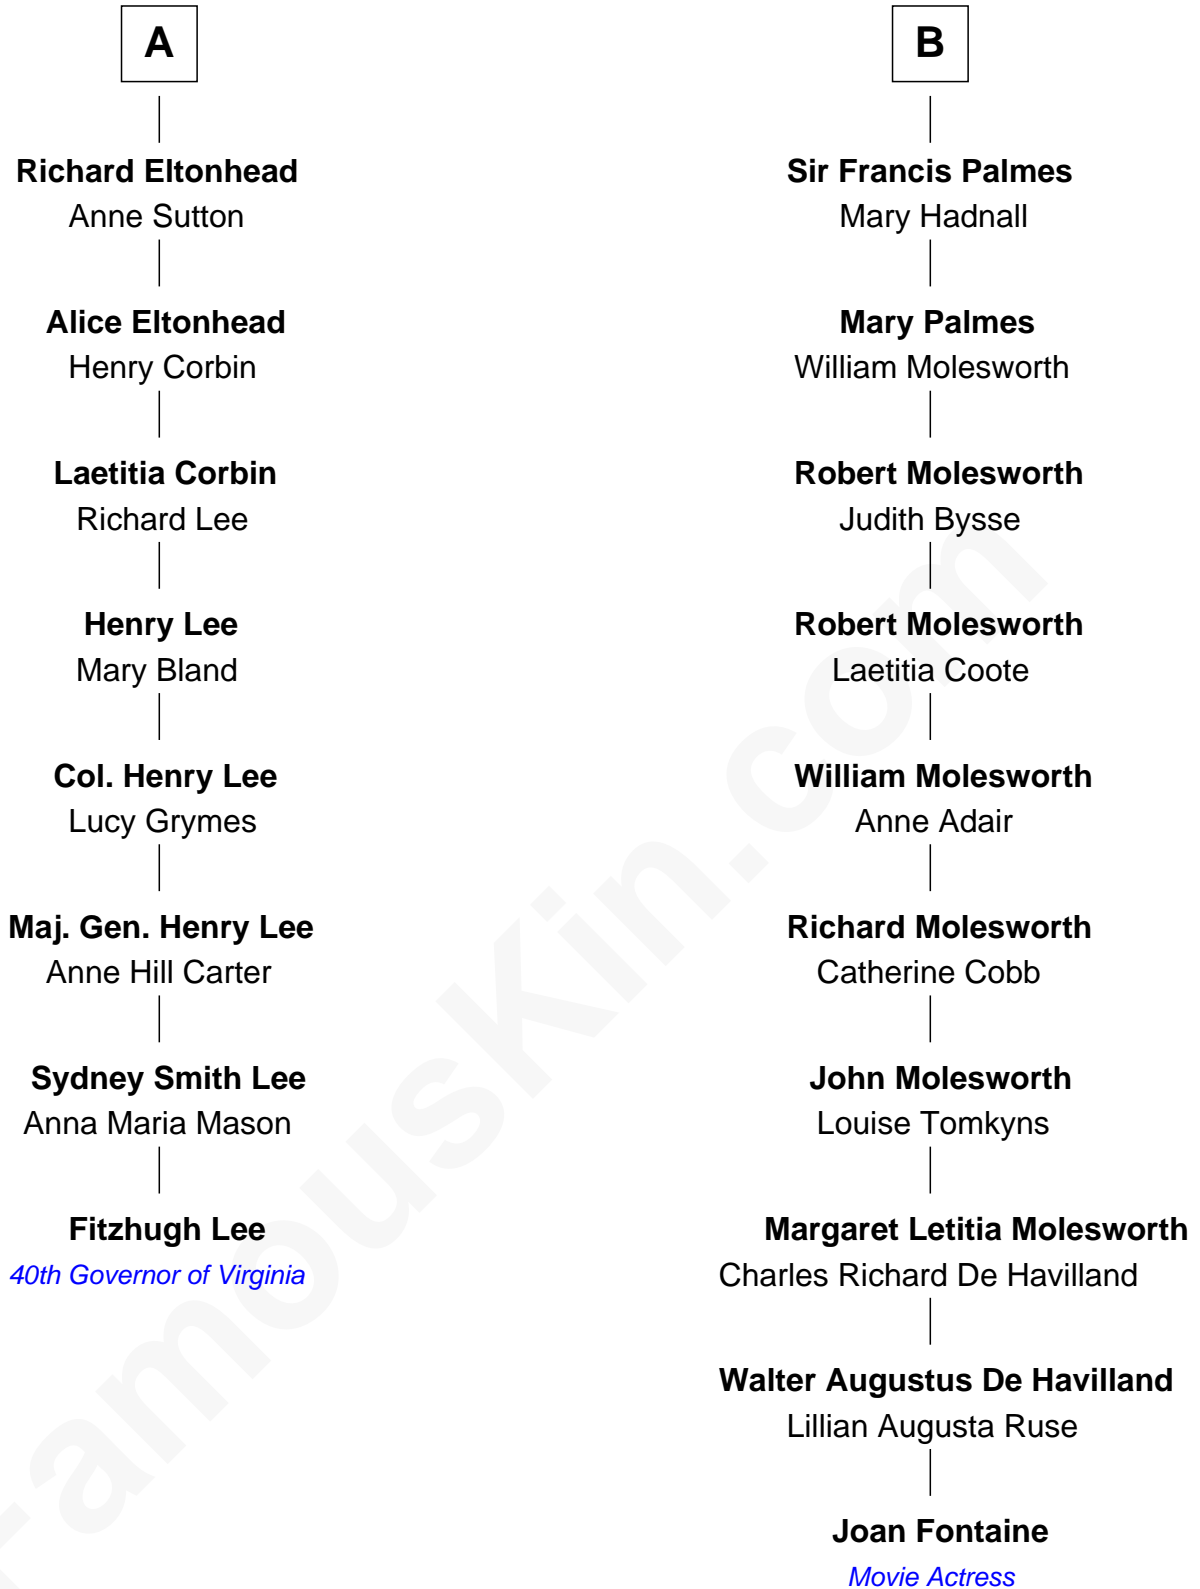 A
Richard Eltonhead
Anne Sutton
Alice Eltonhead
Henry Corbin
Laetitia Corbin
Richard Lee
Henry Lee
Mary Bland
Col. Henry Lee
Lucy Grymes
Maj. Gen. Henry Lee
Anne Hill Carter
Sydney Smith Lee
Anna Maria Mason
Fitzhugh Lee
40th Governor of Virginia
B
Sir Francis Palmes
Mary Hadnall
Mary Palmes
William Molesworth
Robert Molesworth
Judith Bysse
Robert Molesworth
Laetitia Coote
William Molesworth
Anne Adair
Richard Molesworth
Catherine Cobb
John Molesworth
Louise Tomkyns
Margaret Letitia Molesworth
Charles Richard De Havilland
Walter Augustus De Havilland
Lillian Augusta Ruse
Joan Fontaine
Movie Actress
FamousKin.com